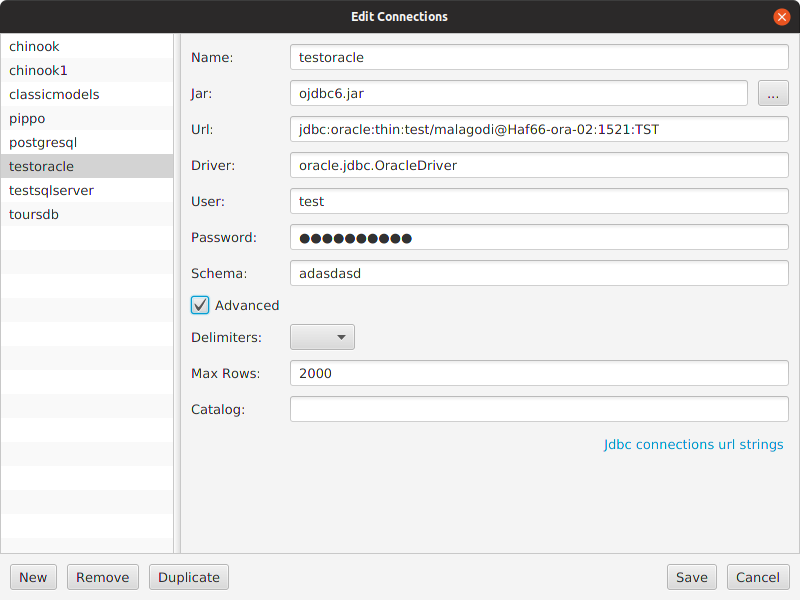 Edit Connections
chinook
chinook1
classicmodels
pippo
postgresql
testoracle
testsqlserver
toursdb
Name: testoracle
Jar: ojdbc6.jar ...
Url: jdbc:oracle:thin:test/malagodi@Haf66-ora-02:1521:TST
Driver: oracle.jdbc.OracleDriver
User: test
Password: ●●●●●●●●●●
Schema: adasdasd
Advanced
Delimiters:
Max Rows: 2000
Catalog:
Jdbc connections url strings
New Remove Duplicate Save Cancel